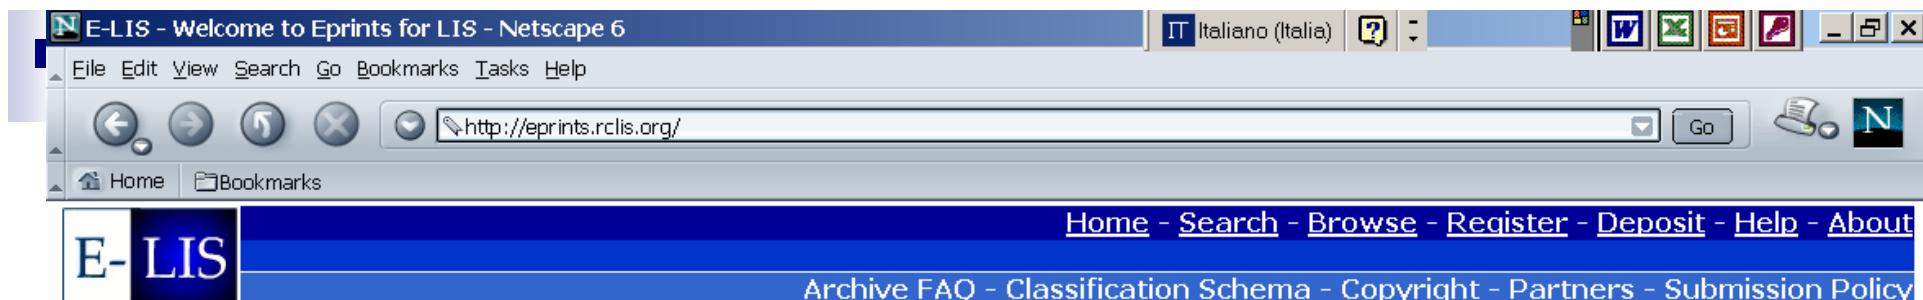 E-LIS - Welcome to Eprints for LIS - Netscape 6
IT Italiano (Italia)
File Edit View Search Go Bookmarks Tasks Help
http://eprints.rclis.org/
Go
N
Home Bookmarks
E-LIS
Home - Search - Browse - Register - Deposit - Help - About
Archive FAQ - Classification Schema - Copyright - Partners - Submission Policy